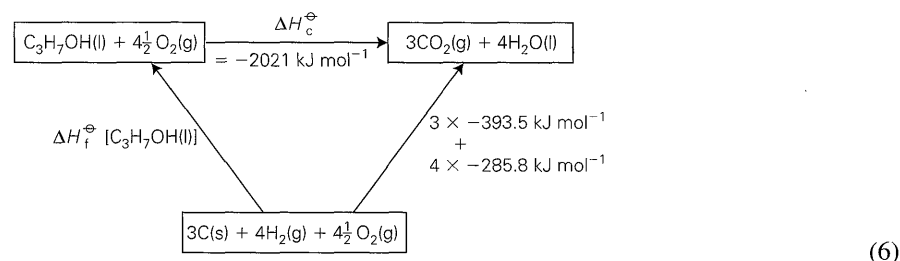 ΔH⦵c
C₃H₇OH(l) + 4½ O₂(g)
3CO₂(g) + 4H₂O(l)
= −2021 kJ mol⁻¹
ΔH⦵f [C₃H₇OH(l)]
3 × −393.5 kJ mol⁻¹
+
4 × −285.8 kJ mol⁻¹
3C(s) + 4H₂(g) + 4½ O₂(g)
(6)